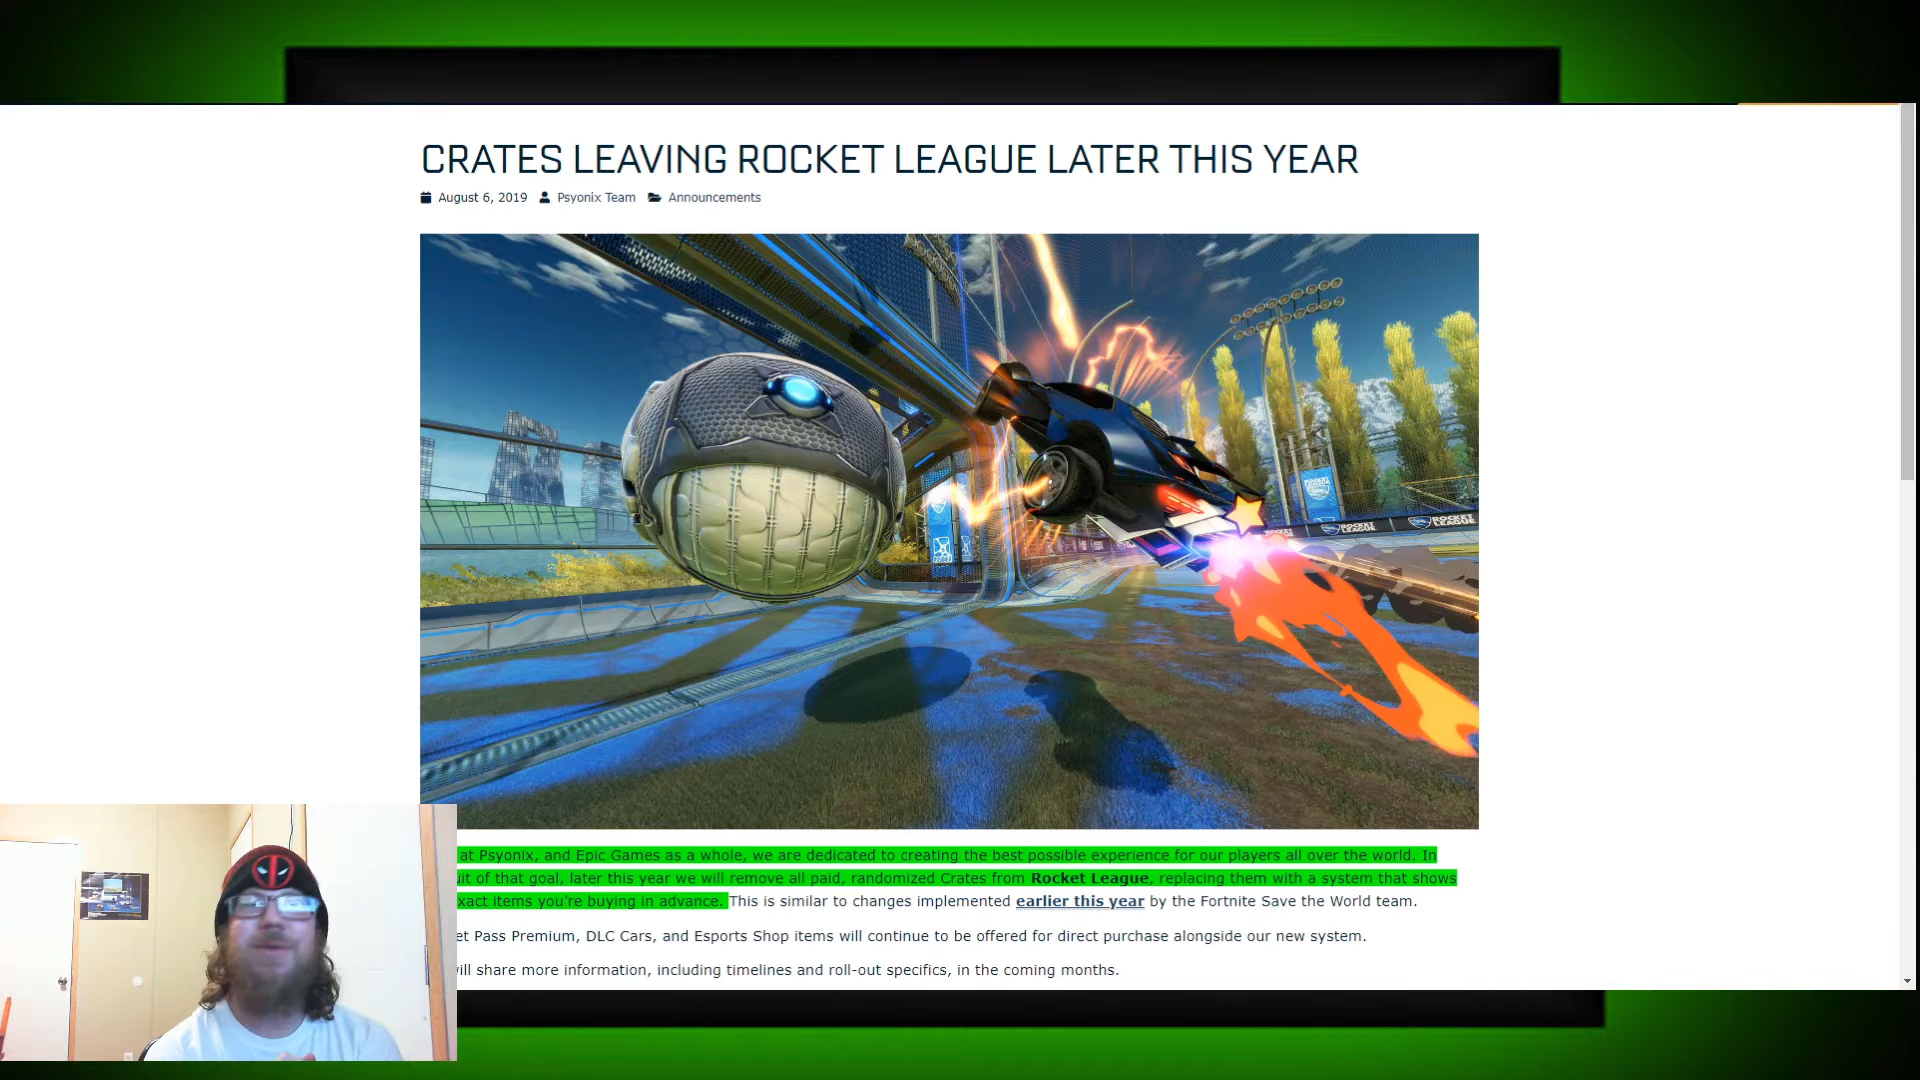 CRATES LEAVING ROCKET LEAGUE LATER THIS YEAR
August 6, 2019 Psyonix Team Announcements
ROCKET LEAGUE
ROCKET LEAGUE
at Psyonix, and Epic Games as a whole, we are dedicated to creating the best possible experience for our players all over the world. In
of that goal, later this year we will remove all paid, randomized Crates from Rocket League, replacing them with a system that shows
items you're buying in advance. This is similar to changes implemented earlier this year by the Fortnite Save the World team.
Pass Premium, DLC Cars, and Esports Shop items will continue to be offered for direct purchase alongside our new system.
share more information, including timelines and roll-out specifics, in the coming months.